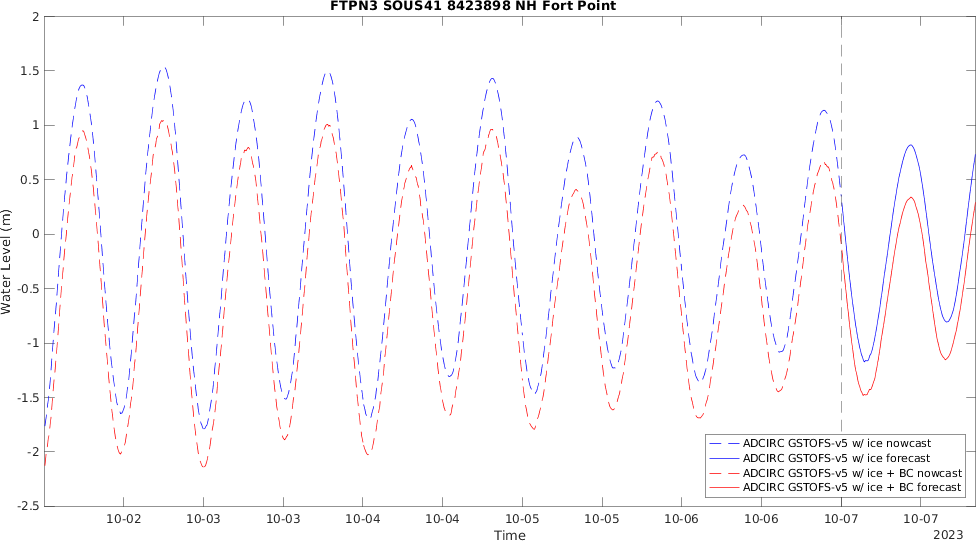 FTPN3 SOUS41 8423898 NH Fort Point
2
1.5
1
0.5
0
-0.5
-1
-1.5
-2
-2.5
Water Level (m)
ADCIRC GSTOFS-v5 w/ ice nowcast
ADCIRC GSTOFS-v5 w/ ice forecast
ADCIRC GSTOFS-v5 w/ ice + BC nowcast
ADCIRC GSTOFS-v5 w/ ice + BC forecast
10-02 10-03 10-03 10-04 10-04 10-05 10-05 10-06 10-06 10-07 10-07
Time
2023